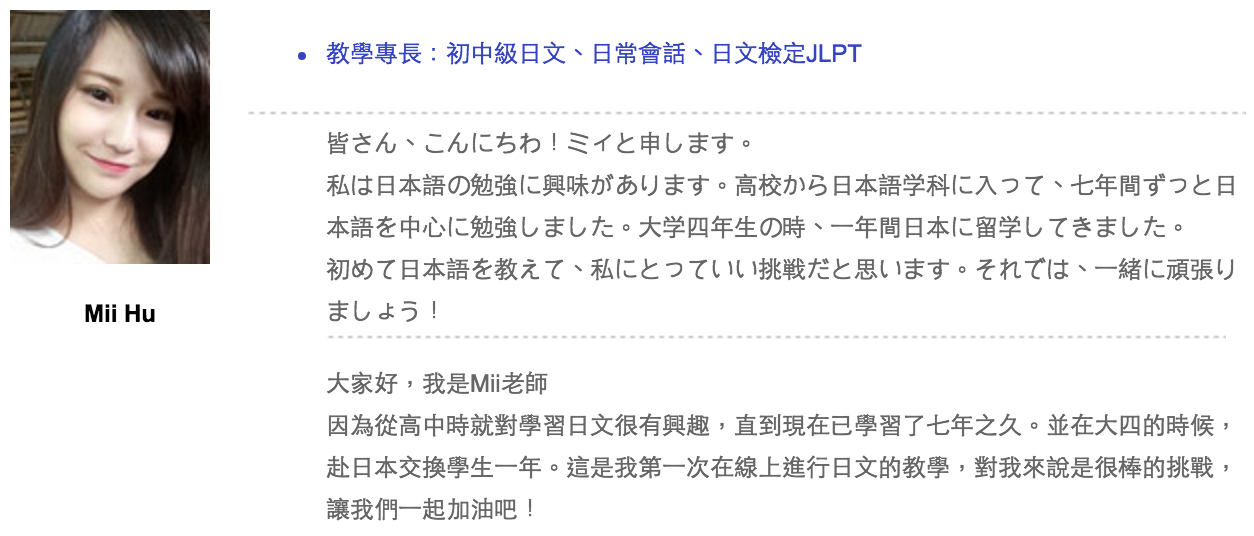 Mii Hu
• 教學專長：初中級日文、日常會話、日文檢定JLPT
皆さん、こんにちわ！ミィと申します。
私は日本語の勉強に興味があります。高校から日本語学科に入って、七年間ずっと日
本語を中心に勉強しました。大学四年生の時、一年間日本に留学してきました。
初めて日本語を教えて、私にとっていい挑戦だと思います。それでは、一緒に頑張り
ましょう！
大家好，我是Mii老師
因為從高中時就對學習日文很有興趣，直到現在已學習了七年之久。並在大四的時候，
赴日本交換學生一年。這是我第一次在線上進行日文的教學，對我來說是很棒的挑戰，
讓我們一起加油吧！